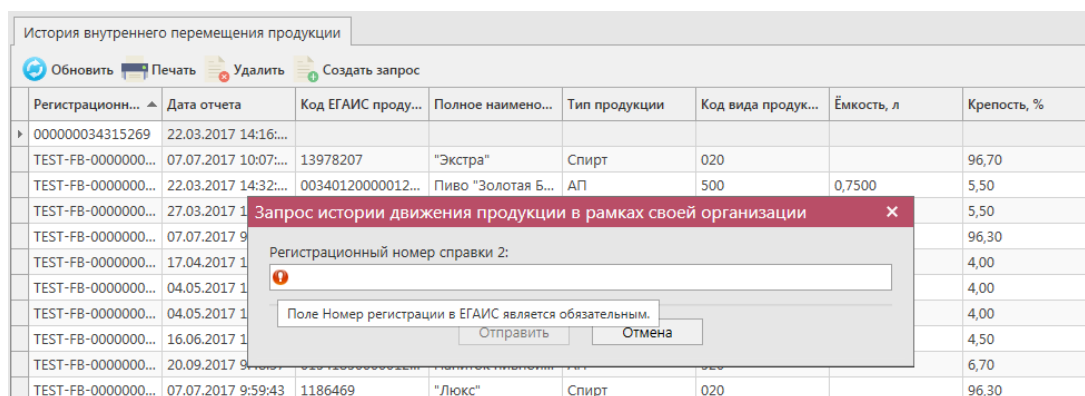 История внутреннего перемещения продукции
Обновить Печать Удалить Создать запрос
Регистрационн... Дата отчета Код ЕГАИС проду... Полное наимено... Тип продукции Код вида продук... Ёмкость, л Крепость, %
000000034315269 22.03.2017 14:16:...
TEST-FB-0000000... 07.07.2017 10:07:... 13978207 "Экстра" Спирт 020 96,70
TEST-FB-0000000... 22.03.2017 14:32:... 00340120000012... Пиво "Золотая Б... АП 500 0,7500 5,50
TEST-FB-0000000... 27.03.2017 1 5,50
TEST-FB-0000000... 07.07.2017 9 96,30
TEST-FB-0000000... 17.04.2017 1 4,00
TEST-FB-0000000... 04.05.2017 1 4,00
TEST-FB-0000000... 04.05.2017 1 4,00
TEST-FB-0000000... 16.06.2017 1 4,50
TEST-FB-0000000... 20.09.2017 6,70
TEST-FB-0000000... 07.07.2017 9:59:43 1186469 "Люкс" Спирт 020 96,30
Запрос истории движения продукции в рамках своей организации
Регистрационный номер справки 2:
Поле Номер регистрации в ЕГАИС является обязательным.
Отправить Отмена